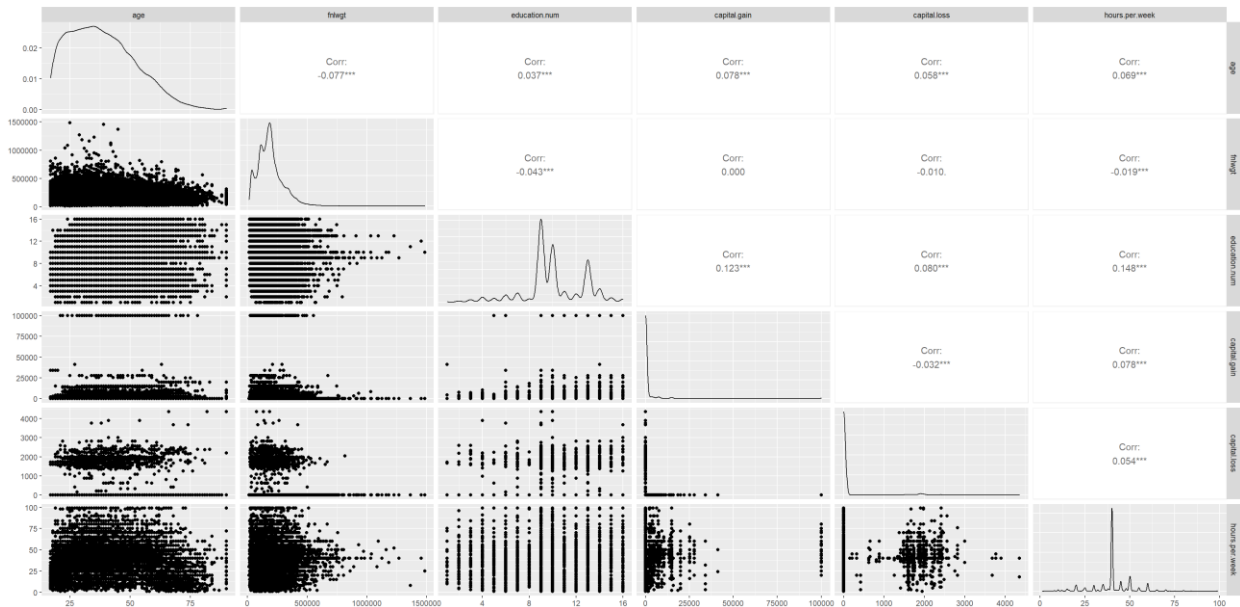 age
fnlwgt
education.num
capital.gain
capital.loss
hours.per.week
0.02
0.01
0.00
Corr:
-0.077***
Corr:
0.037***
Corr:
0.078***
Corr:
0.058***
Corr:
0.069***
age
1500000
1000000
500000
0
Corr:
-0.043***
Corr:
0.000
Corr:
-0.010.
Corr:
-0.019***
fnlwgt
16
12
8
4
Corr:
0.123***
Corr:
0.080***
Corr:
0.148***
education.num
100000
75000
50000
25000
0
Corr:
-0.032***
Corr:
0.078***
capital.gain
4000
3000
2000
1000
0
Corr:
0.054***
capital.loss
100
75
50
25
0
hours.per.week
25
50
75
0
500000
1000000
1500000
4
8
12
16
0
25000
50000
75000
100000
0
1000
2000
3000
4000
0
25
50
75
100